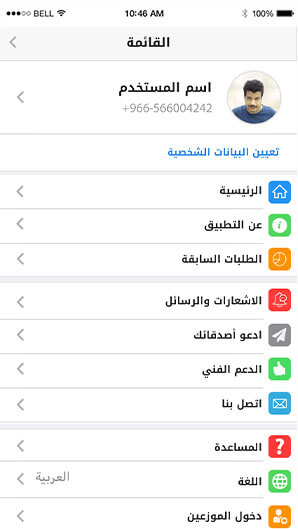 BELL 10:46 AM 100%
القائمة
اسم المستخدم
+966-566004242
تعيين البيانات الشخصية
الرئيسية
عن التطبيق
الطلبات السابقة
الاشعارات والرسائل
ادعو أصدقائك
الدعم الفني
اتصل بنا
المساعدة
اللغة العربية
دخول الموزعين